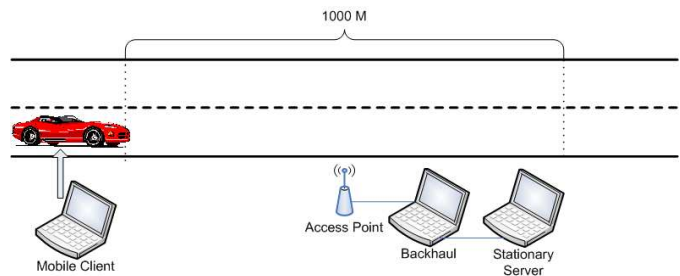 1000 M
Access Point
Mobile Client
Backhaul
Stationary
Server